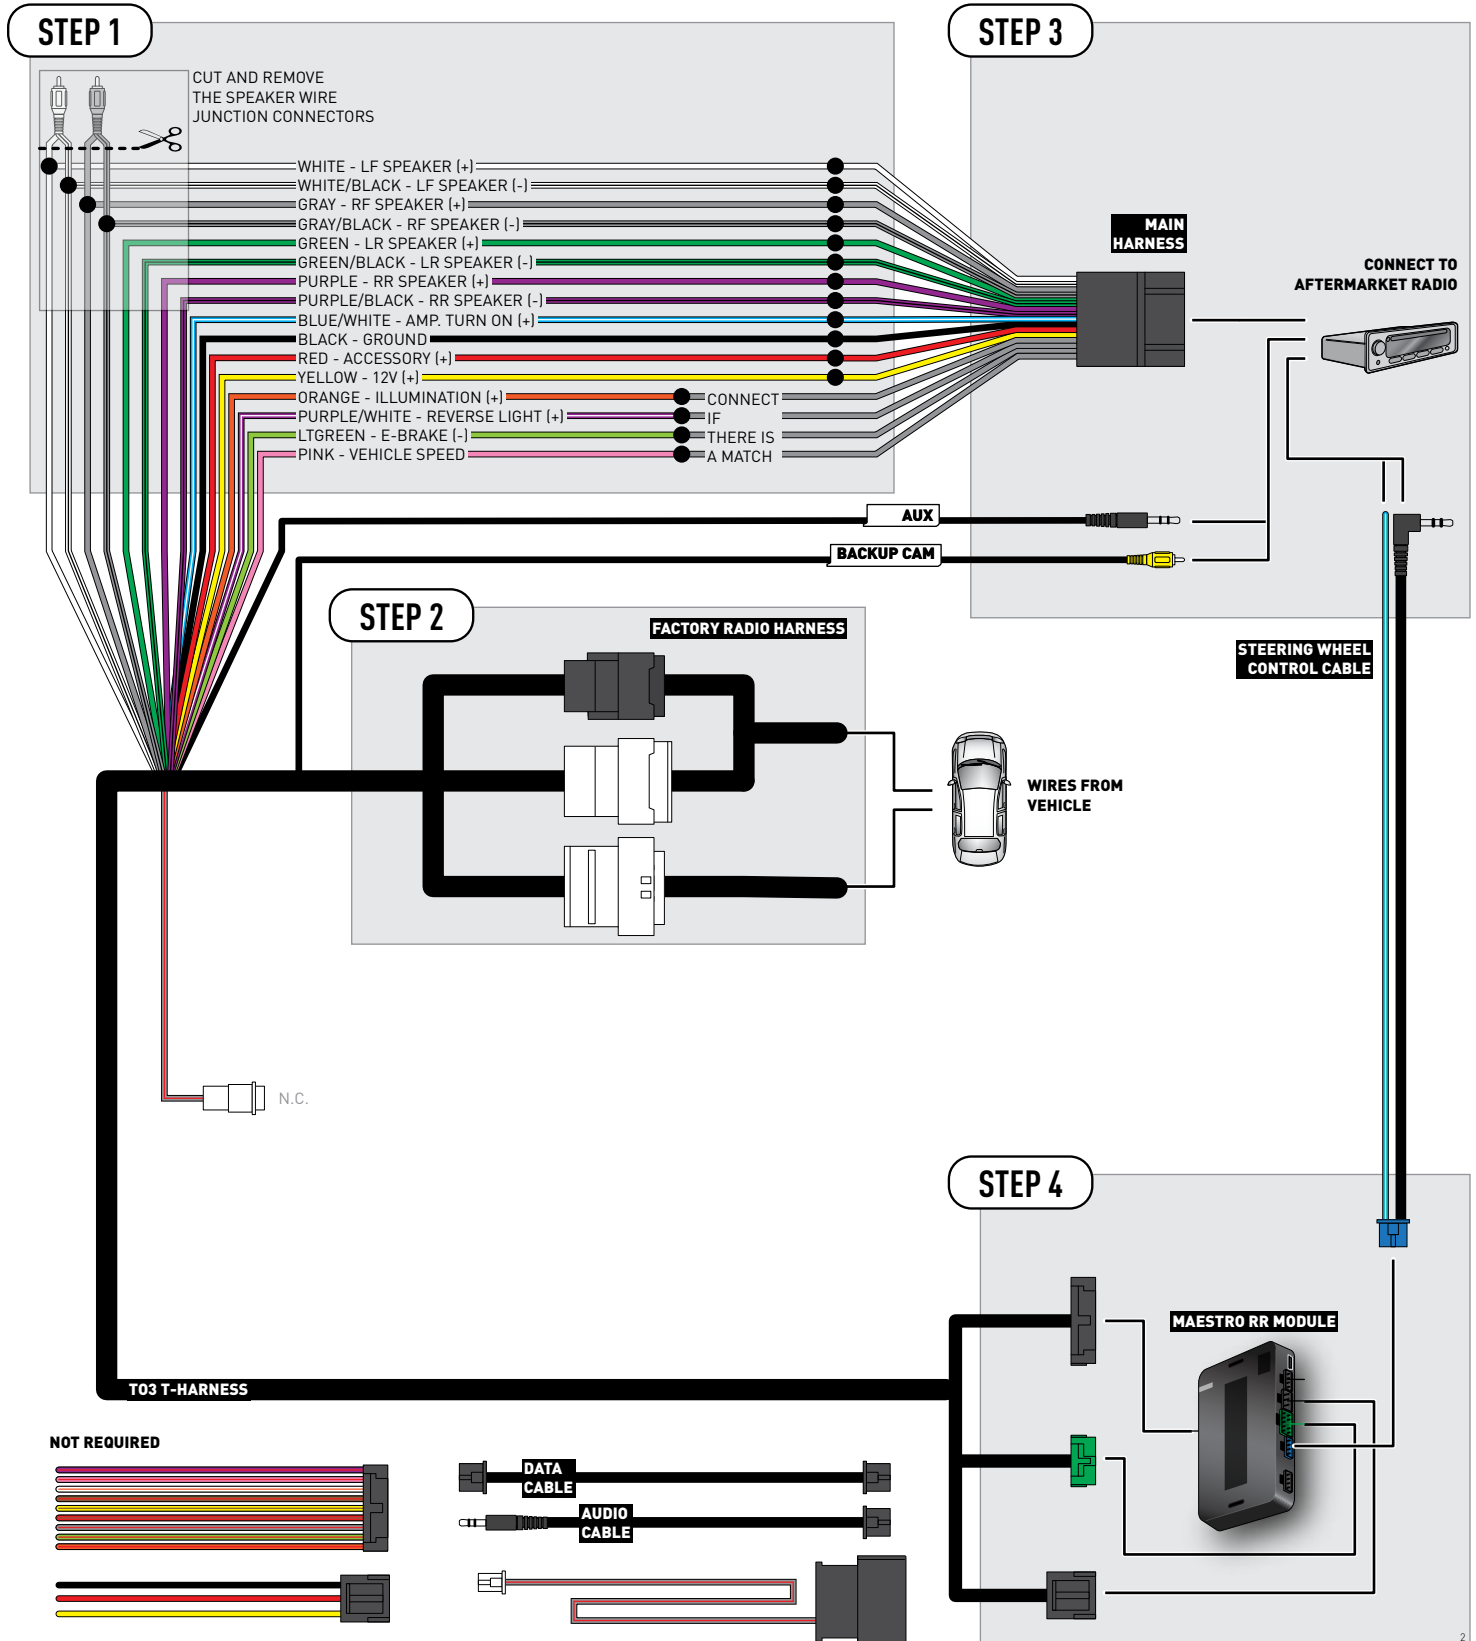 STEP 1
STEP 3
CUT AND REMOVE
THE SPEAKER WIRE
JUNCTION CONNECTORS
WHITE - LF SPEAKER (+)
WHITE/BLACK - LF SPEAKER (-)
GRAY - RF SPEAKER (+)
GRAY/BLACK - RF SPEAKER (-)
GREEN - LR SPEAKER (+)
GREEN/BLACK - LR SPEAKER (-)
PURPLE - RR SPEAKER (+)
PURPLE/BLACK - RR SPEAKER (-)
BLUE/WHITE - AMP. TURN ON (+)
BLACK - GROUND
RED - ACCESSORY (+)
YELLOW - 12V (+)
ORANGE - ILLUMINATION (+)
PURPLE/WHITE - REVERSE LIGHT (+)
LTGREEN - E-BRAKE (-)
PINK - VEHICLE SPEED
CONNECT
IF
THERE IS
A MATCH
MAIN
HARNESS
CONNECT TO
AFTERMARKET RADIO
AUX
BACKUP CAM
STEP 2
FACTORY RADIO HARNESS
STEERING WHEEL
CONTROL CABLE
WIRES FROM
VEHICLE
N.C.
STEP 4
MAESTRO RR MODULE
TO3 T-HARNESS
NOT REQUIRED
DATA
CABLE
AUDIO
CABLE
2